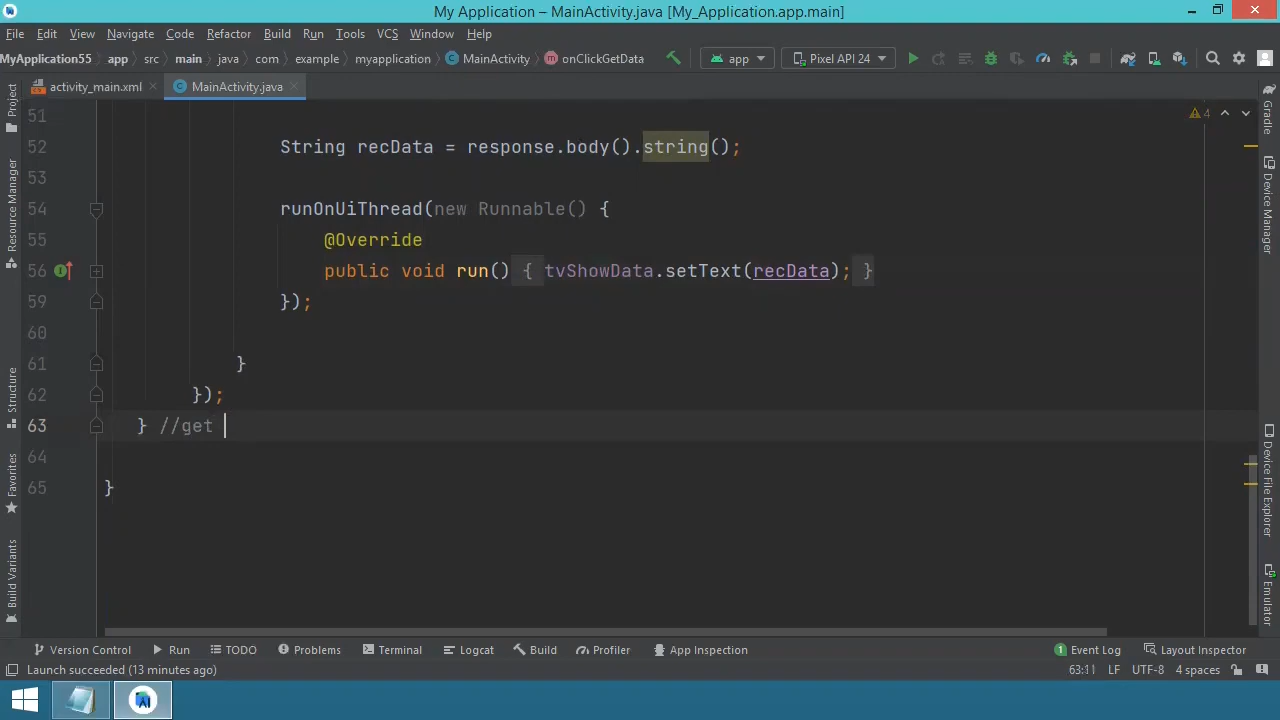 My Application – MainActivity.java [My_Application.app.main]
File Edit View Navigate Code Refactor Build Run Tools VCS Window Help
MyApplication55 app src main java com example myapplication MainActivity onClickGetData app Pixel API 24
activity_main.xml MainActivity.java
Project
Resource Manager
Structure
Favorites
Build Variants
51
52 String recData = response.body().string();
53
54 runOnUiThread(new Runnable() {
55 @Override
56 public void run() { tvShowData.setText(recData); }
59 });
60
61 }
62 });
63 } //get
64
65 }
4
Gradle
Device Manager
Device File Explorer
Emulator
Version Control Run TODO Problems Terminal Logcat Build Profiler App Inspection 1 Event Log Layout Inspector
Launch succeeded (13 minutes ago) 63:11 LF UTF-8 4 spaces